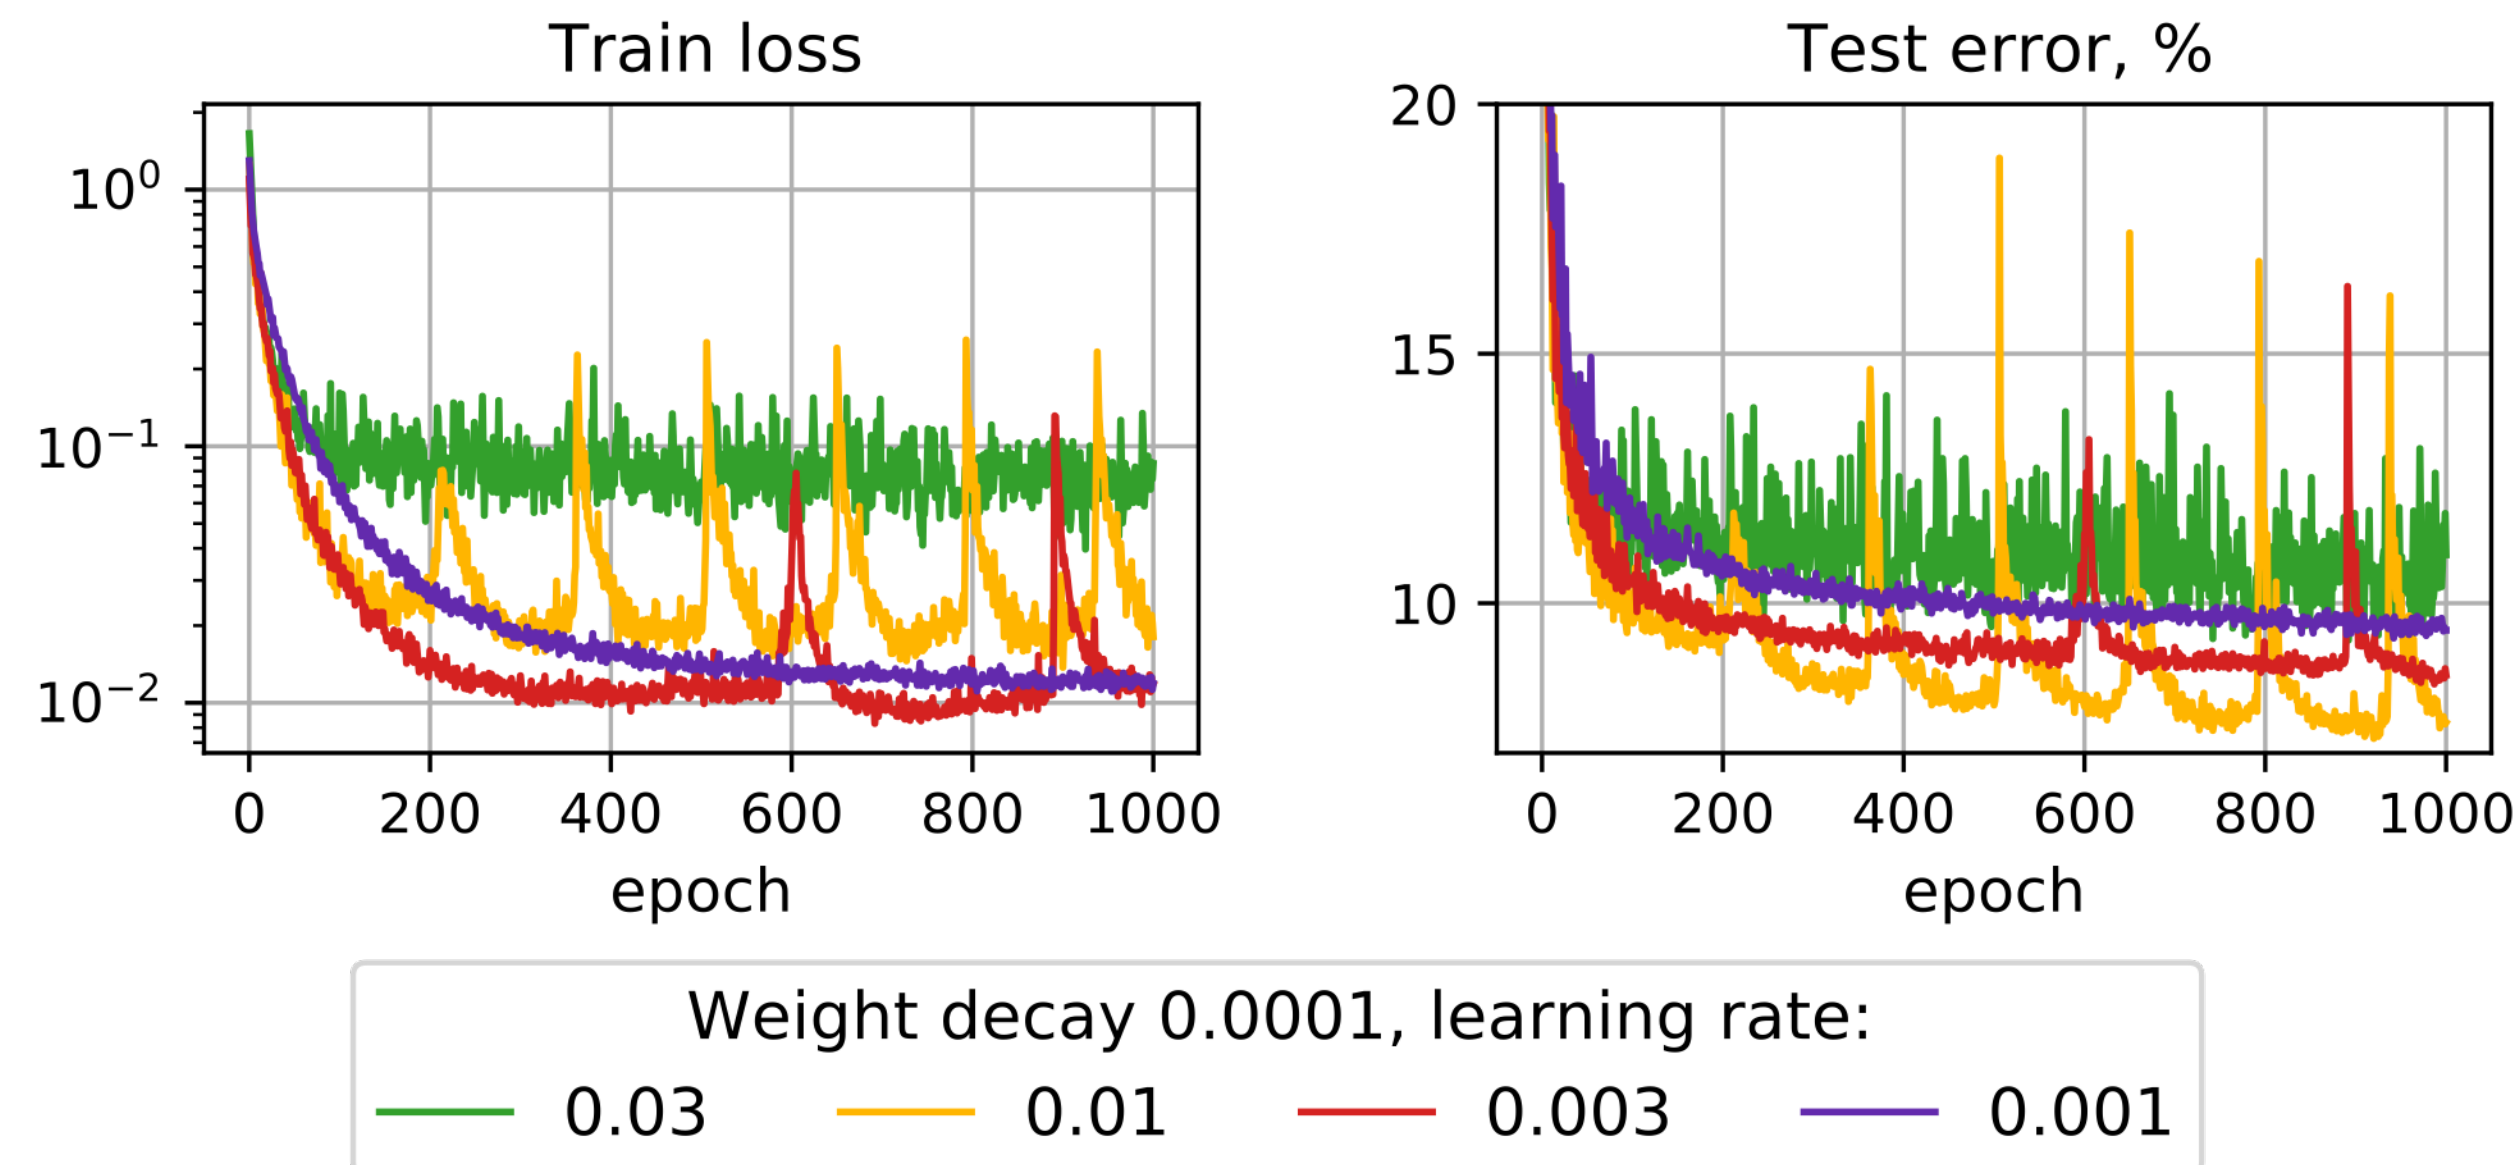 Train loss
10⁰
10⁻¹
10⁻²
0 200 400 600 800 1000
epoch
Test error, %
20
15
10
0 200 400 600 800 1000
epoch
Weight decay 0.0001, learning rate:
0.03 0.01 0.003 0.001